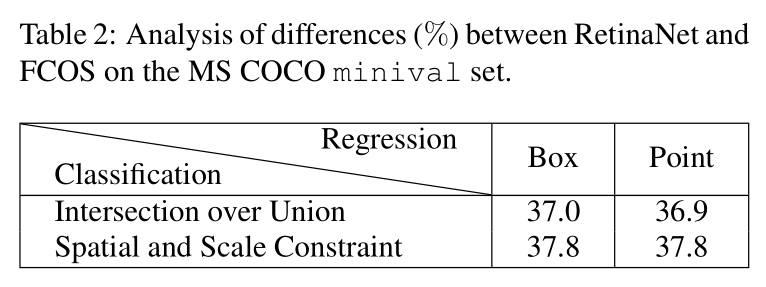 Table 2: Analysis of differences (%) between RetinaNet and
FCOS on the MS COCO minival set.
Regression
Classification
Box
Point
Intersection over Union 37.0 36.9
Spatial and Scale Constraint 37.8 37.8